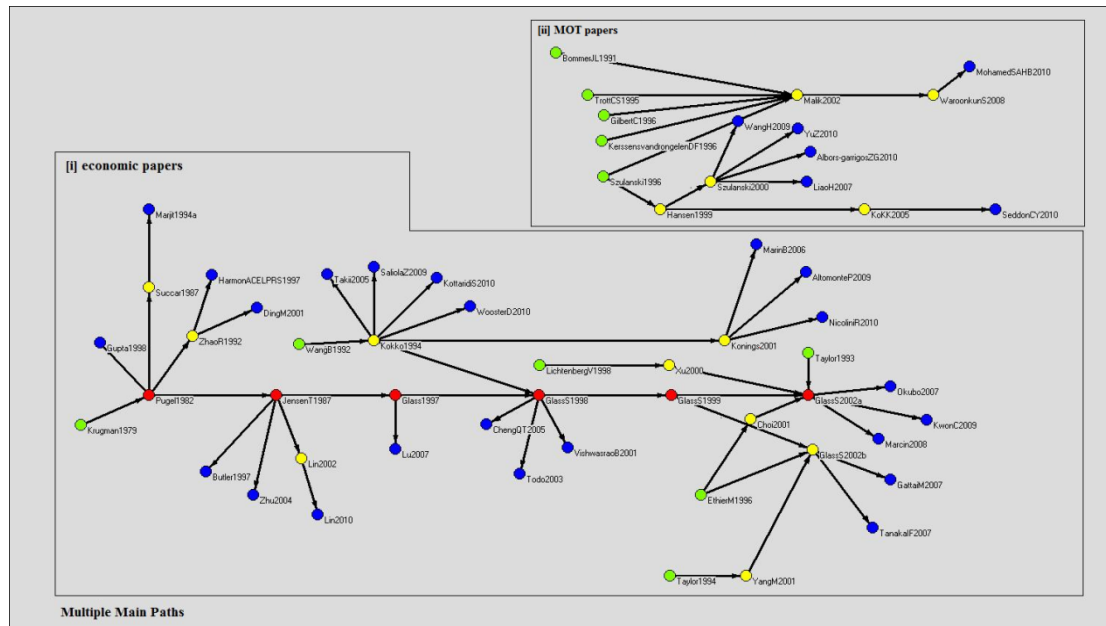 [ii] MOT papers
BommerJL1991
MohamedSAHB2010
TrottCS1995
Malik2002
WaroonkunS2008
GilbertC1996
WangH2009
YuZ2010
KerssensvandrongelenDF1996
Albors-garrigosZG2010
Szulanski1996
Szulanski2000
LiaoH2007
Hansen1999
KoKK2005
SeddonCY2010
[i] economic papers
Marjit1994a
MarinB2006
SaliolaZ2009
Takii2005
HarmonACELPRS1997
KottaridiS2010
AltomonteP2009
Succar1987
DingM2001
WoosterD2010
NicoliniR2010
Gupta1998
ZhaoR1992
WangB1992
Kokko1994
Konings2001
Taylor1993
LichtenbergV1998
Xu2000
Okubo2007
Pugel1982
JensenT1987
Glass1997
GlassS1998
GlassS1999
GlassS2002a
Krugman1979
ChengQT2005
Choi2001
KwonC2009
Marcin2008
Lu2007
VishwasraoB2001
GlassS2002b
Lin2002
Butler1997
Todo2003
GattaiM2007
Zhu2004
EthierM1996
Lin2010
TanakaIF2007
Taylor1994
YangM2001
Multiple Main Paths